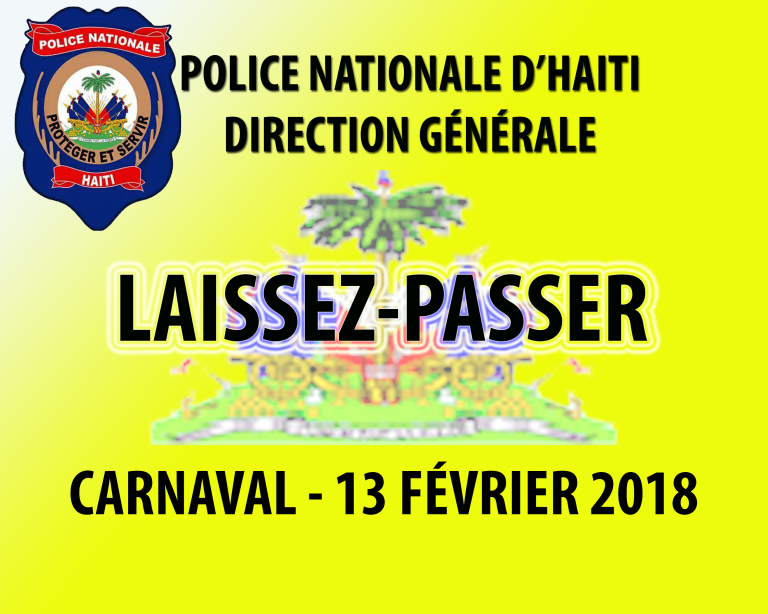 POLICE NATIONALE
PROTEGER ET SERVIR
HAITI
POLICE NATIONALE D’HAITI
DIRECTION GÉNÉRALE
LAISSEZ-PASSER
CARNAVAL - 13 FÉVRIER 2018